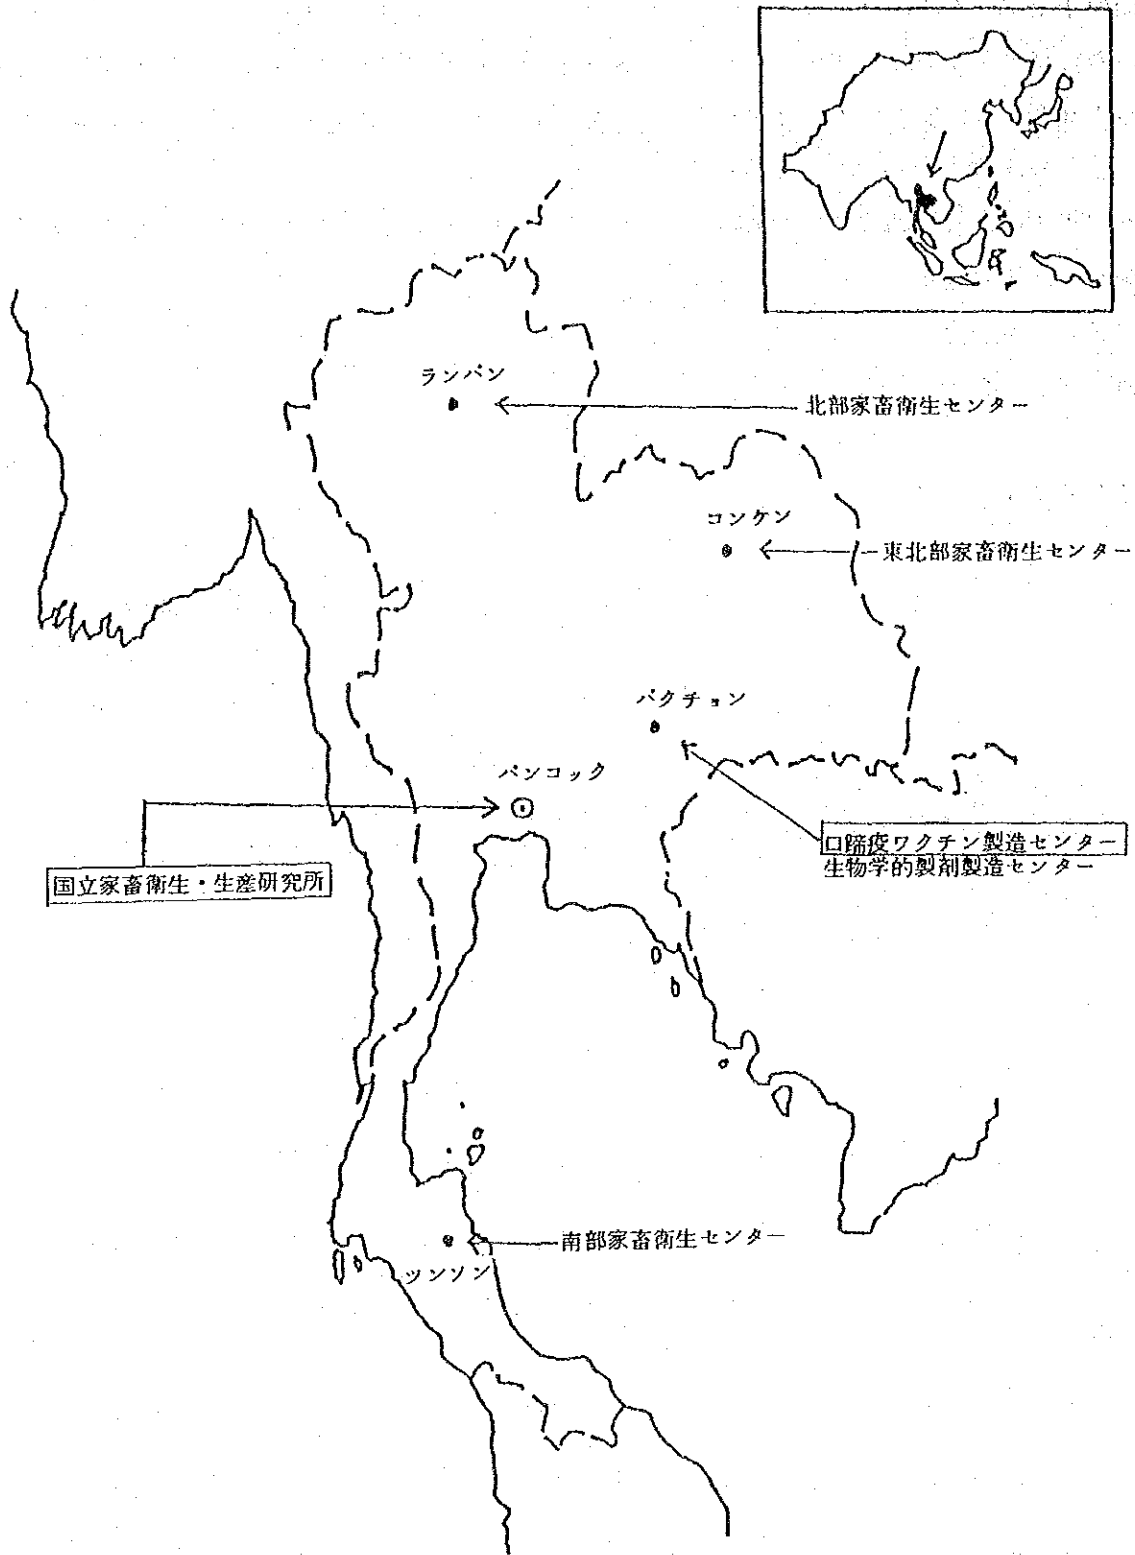 ランパン
北部家畜衛生センター
コンケン
東北部家畜衛生センター
パクチョン
バンコック
口蹄疫ワクチン製造センター
生物学的製剤製造センター
国立家畜衛生・生産研究所
南部家畜衛生センター
ツンソン